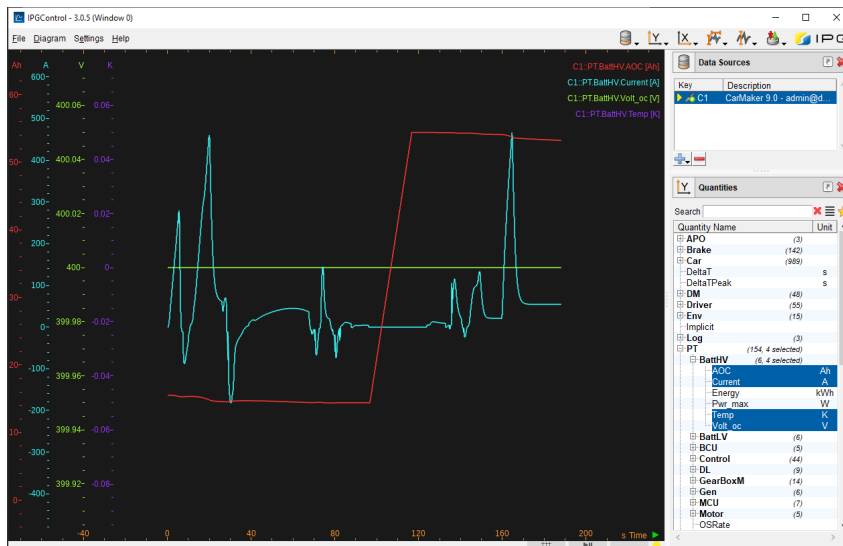 IPGControl - 3.0.5 (Window 0)
File Diagram Settings Help
IPG
Ah A V K
C1::PT.BattHV.AOC [Ah]
C1::PT.BattHV.Current [A]
C1::PT.BattHV.Volt_oc [V]
C1::PT.BattHV.Temp [K]
600
60
400.06 0.06
500
50
400.04 0.04
400
300
40
400.02 0.02
200
400 0
30
100
399.98 -0.02
0
20
-100
399.96 -0.04
-200
10
399.94 -0.06
-300
399.92 -0.08
-400
0
-40 0 40 80 120 160 200 s Time
Data Sources
Key Description
C1 CarMaker 9.0 - admin@d...
Quantities
Search
Quantity Name Unit
APO (3)
Brake (142)
Car (989)
DeltaT s
DeltaTPeak s
DM (48)
Driver (55)
Env (15)
Implicit
Log (3)
PT (154, 4 selected)
BattHV (6, 4 selected)
AOC Ah
Current A
Energy kWh
Pwr_max W
Temp K
Volt_oc V
BattLV (6)
BCU (5)
Control (44)
DL (9)
GearBoxM (14)
Gen (6)
MCU (7)
Motor (5)
OSRate